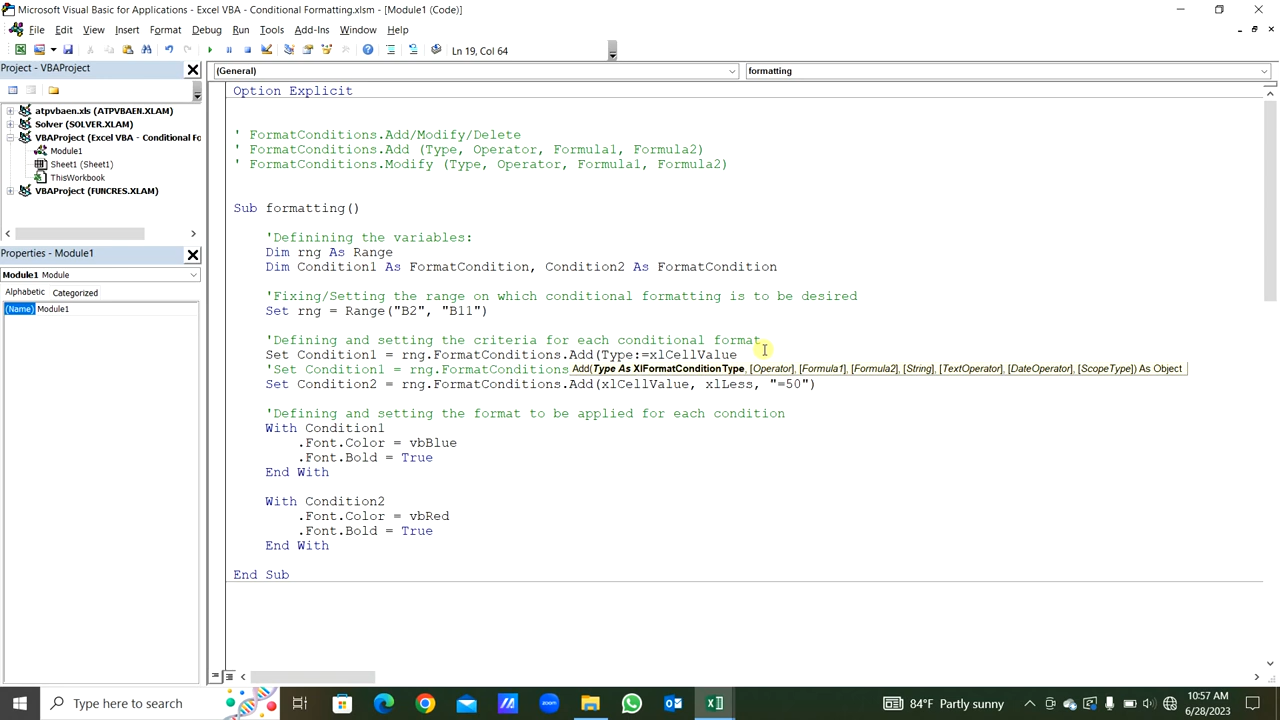 Microsoft Visual Basic for Applications - Excel VBA - Conditional Formatting.xlsm - [Module1 (Code)]
File Edit View Insert Format Debug Run Tools Add-Ins Window Help
Ln 19, Col 64
Project - VBAProject
(General)
formatting
atpvbaen.xls (ATPVBAEN.XLAM)
Solver (SOLVER.XLAM)
VBAProject (Excel VBA - Conditional Fo
Module1
Sheet1 (Sheet1)
ThisWorkbook
VBAProject (FUNCRES.XLAM)
Properties - Module1
Module1 Module
Alphabetic Categorized
(Name) Module1
Option Explicit
' FormatConditions.Add/Modify/Delete
' FormatConditions.Add (Type, Operator, Formula1, Formula2)
' FormatConditions.Modify (Type, Operator, Formula1, Formula2)
Sub formatting()
'Definining the variables:
Dim rng As Range
Dim Condition1 As FormatCondition, Condition2 As FormatCondition
'Fixing/Setting the range on which conditional formatting is to be desired
Set rng = Range("B2", "B11")
'Defining and setting the criteria for each conditional format
Set Condition1 = rng.FormatConditions.Add(Type:=xlCellValue
'Set Condition1 = rng.FormatConditions
Add(Type As XlFormatConditionType, [Operator], [Formula1], [Formula2], [String], [TextOperator], [DateOperator], [ScopeType]) As Object
Set Condition2 = rng.FormatConditions.Add(xlCellValue, xlLess, "=50")
'Defining and setting the format to be applied for each condition
With Condition1
.Font.Color = vbBlue
.Font.Bold = True
End With
With Condition2
.Font.Color = vbRed
.Font.Bold = True
End With
End Sub
Type here to search
zoom
84°F Partly sunny
10:57 AM
6/28/2023